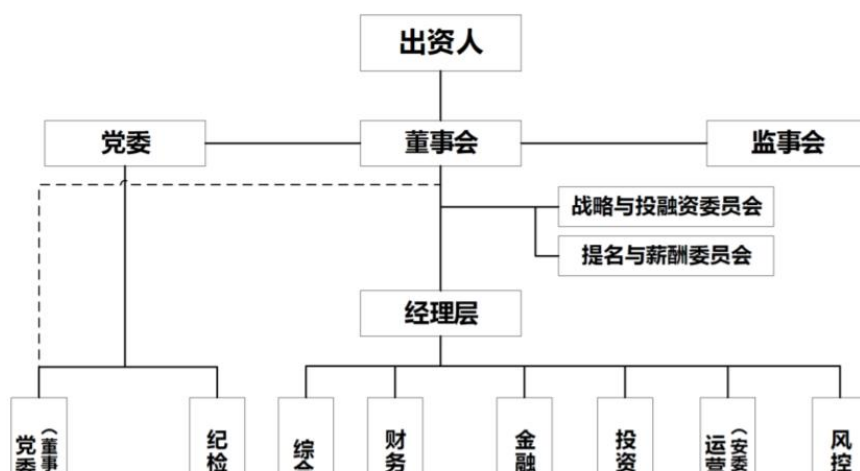 出资人
党委
董事会
监事会
战略与投融资委员会
提名与薪酬委员会
经理层
党委
（董事
纪检
综合
财务
金融
投资
运营
（安委
风控